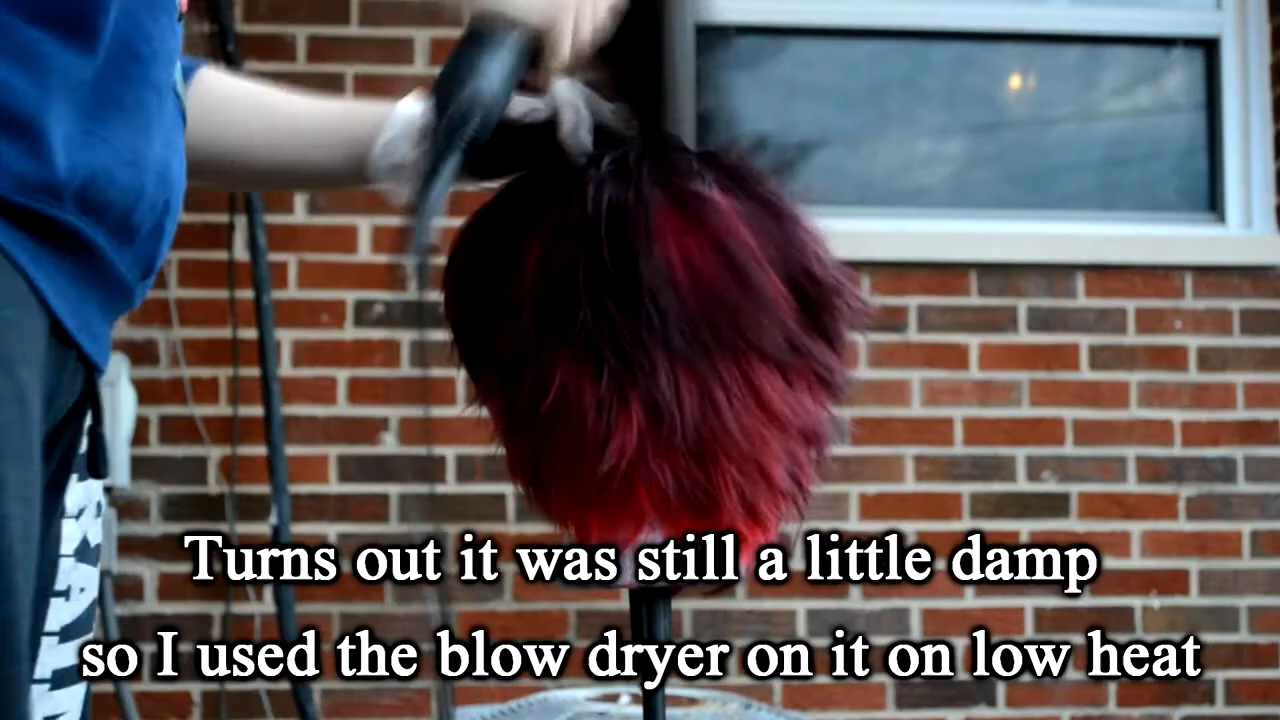 Turns out it was still a little damp
so I used the blow dryer on it on low heat